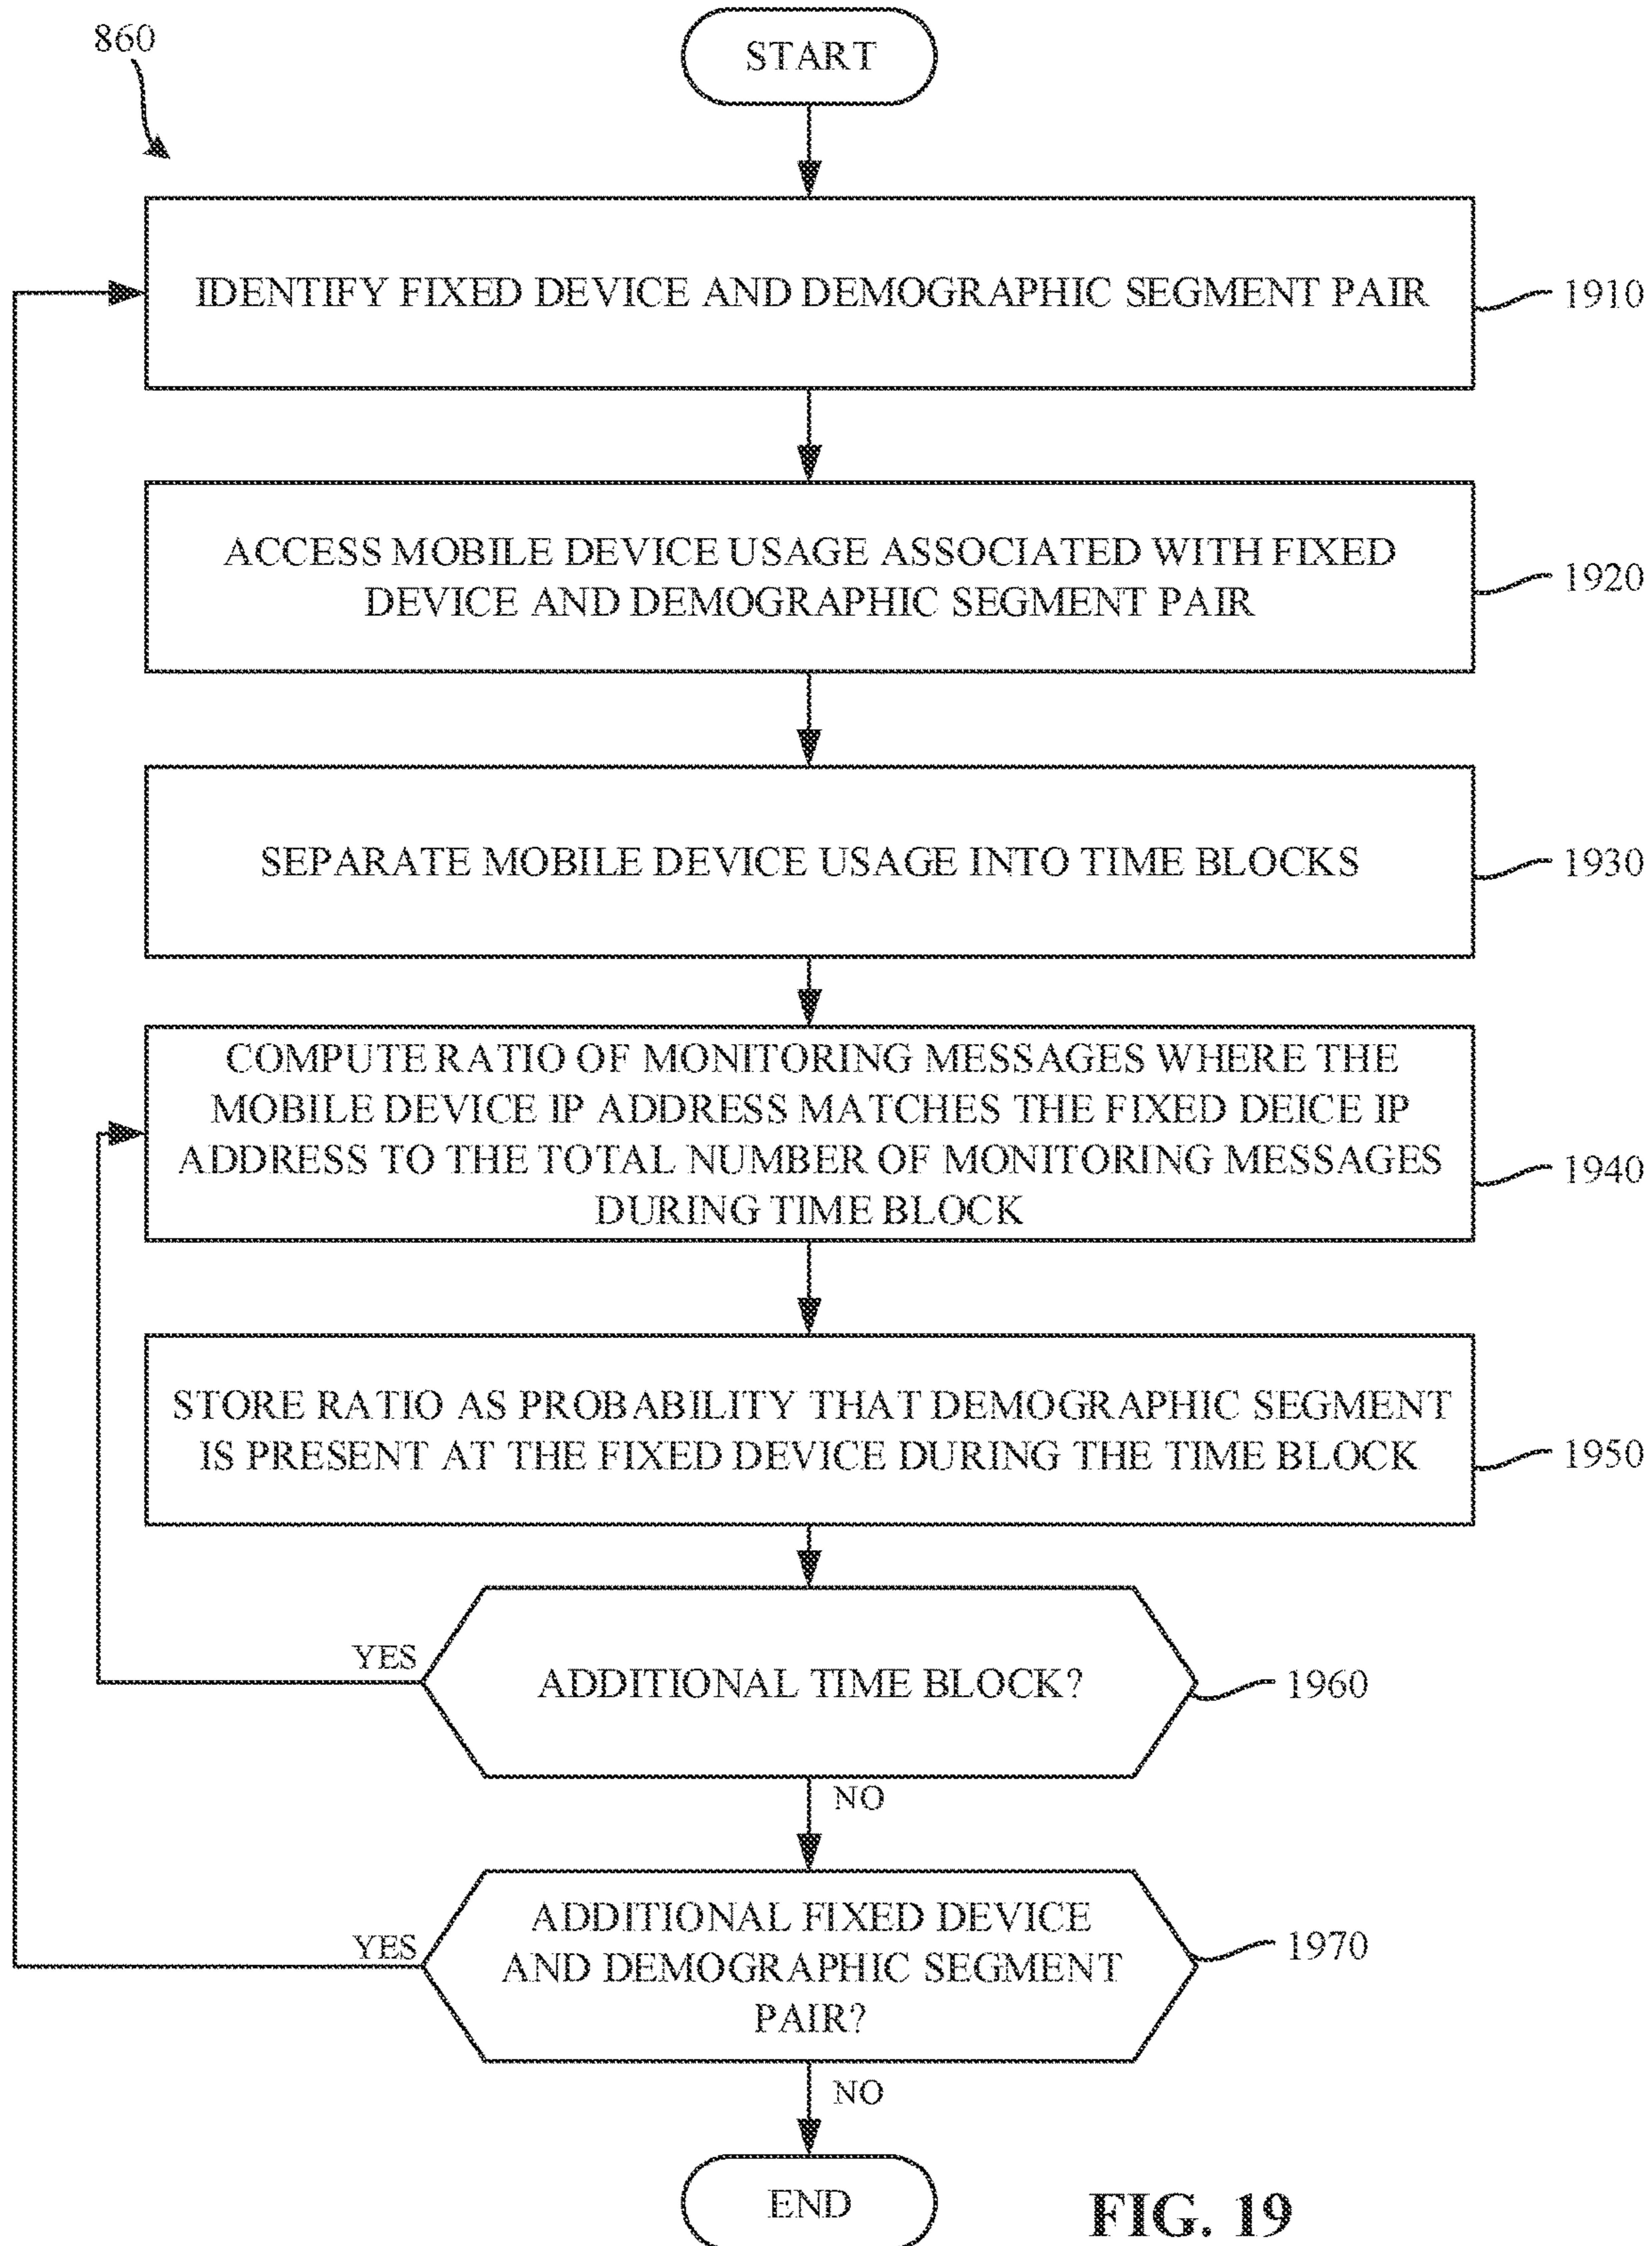 860
START
IDENTIFY FIXED DEVICE AND DEMOGRAPHIC SEGMENT PAIR
1910
ACCESS MOBILE DEVICE USAGE ASSOCIATED WITH FIXED
DEVICE AND DEMOGRAPHIC SEGMENT PAIR
1920
SEPARATE MOBILE DEVICE USAGE INTO TIME BLOCKS
1930
COMPUTE RATIO OF MONITORING MESSAGES WHERE THE
MOBILE DEVICE IP ADDRESS MATCHES THE FIXED DEICE IP
ADDRESS TO THE TOTAL NUMBER OF MONITORING MESSAGES
DURING TIME BLOCK
1940
STORE RATIO AS PROBABILITY THAT DEMOGRAPHIC SEGMENT
IS PRESENT AT THE FIXED DEVICE DURING THE TIME BLOCK
1950
YES
ADDITIONAL TIME BLOCK?
1960
NO
YES
ADDITIONAL FIXED DEVICE
AND DEMOGRAPHIC SEGMENT
PAIR?
1970
NO
END
FIG. 19